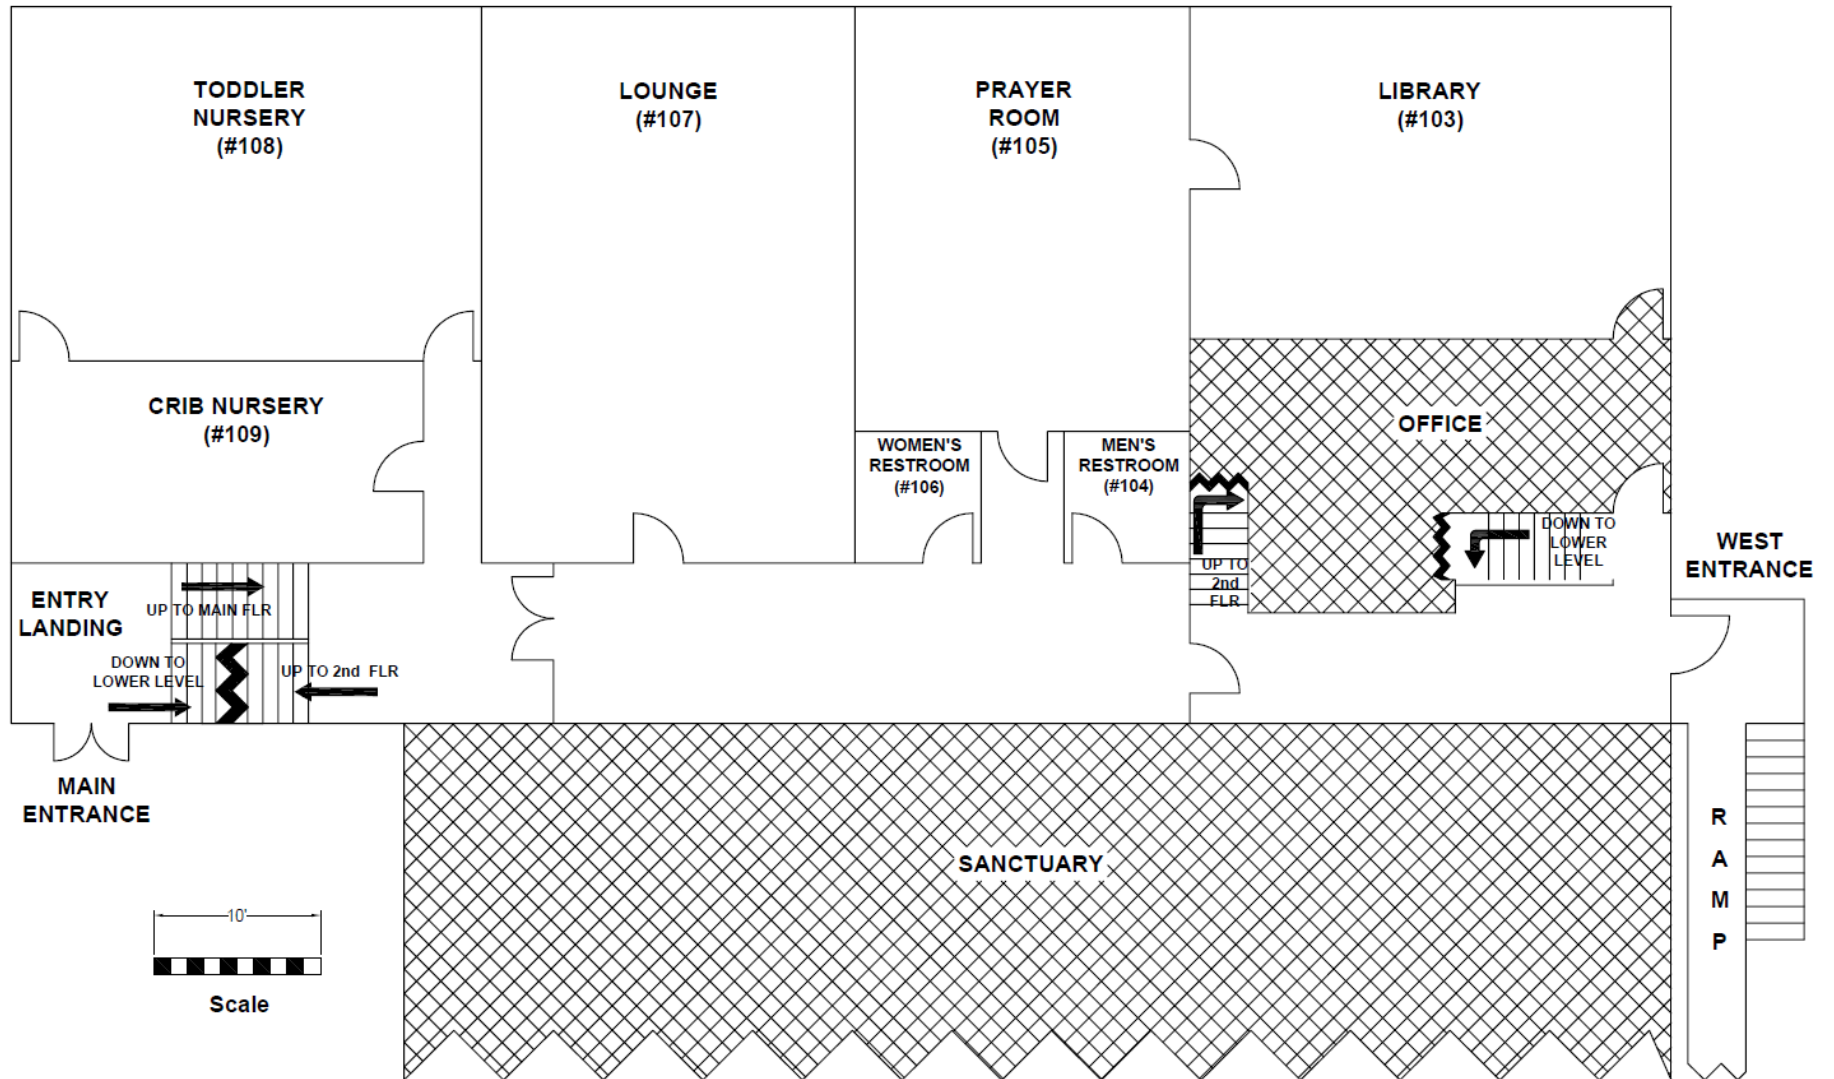 TODDLER
NURSERY
(#108)
LOUNGE
(#107)
PRAYER
ROOM
(#105)
LIBRARY
(#103)
CRIB NURSERY
(#109)
WOMEN'S
RESTROOM
(#106)
MEN'S
RESTROOM
(#104)
OFFICE
UP TO
2nd
FLR
DOWN TO
LOWER
LEVEL
WEST
ENTRANCE
ENTRY
LANDING
UP TO MAIN FLR
DOWN TO
LOWER LEVEL
UP TO 2nd FLR
MAIN
ENTRANCE
SANCTUARY
R
A
M
P
10'
Scale